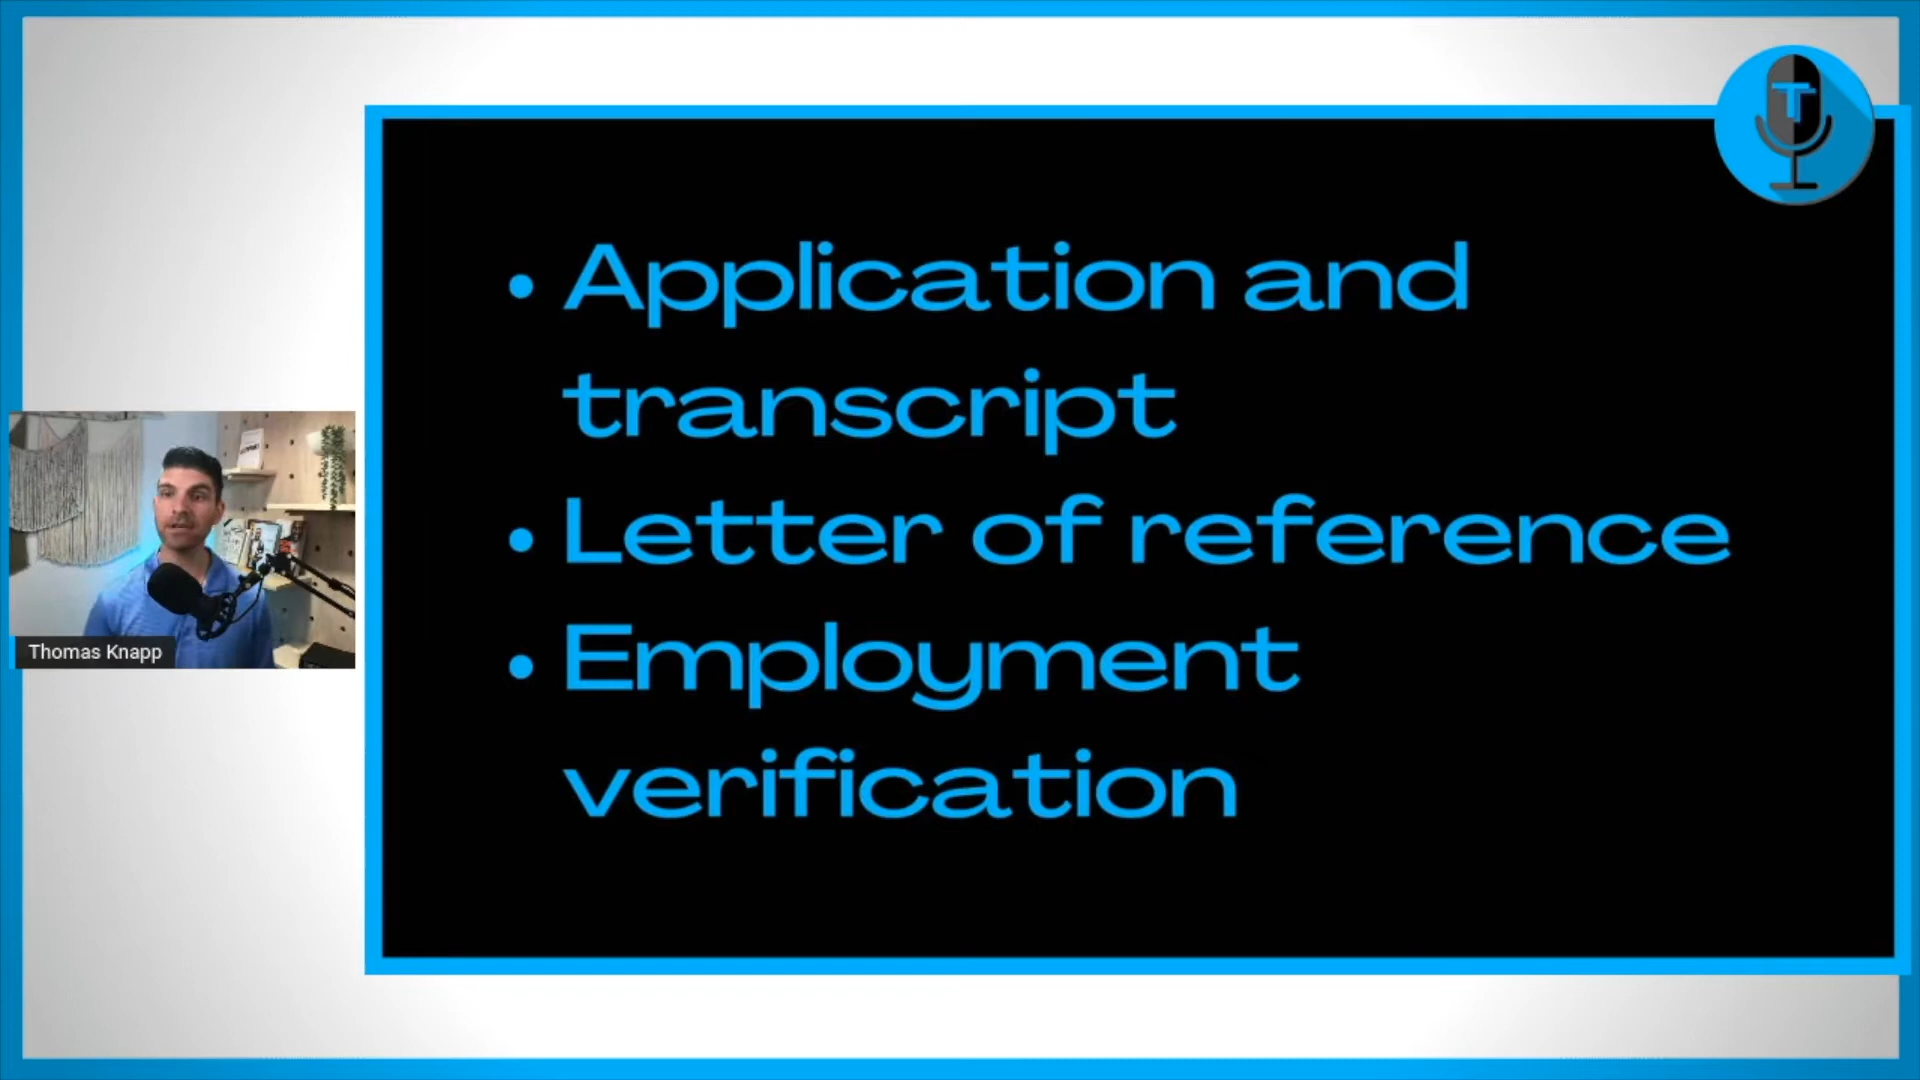 • Application and
transcript
• Letter of reference
• Employment
verification
Thomas Knapp
T